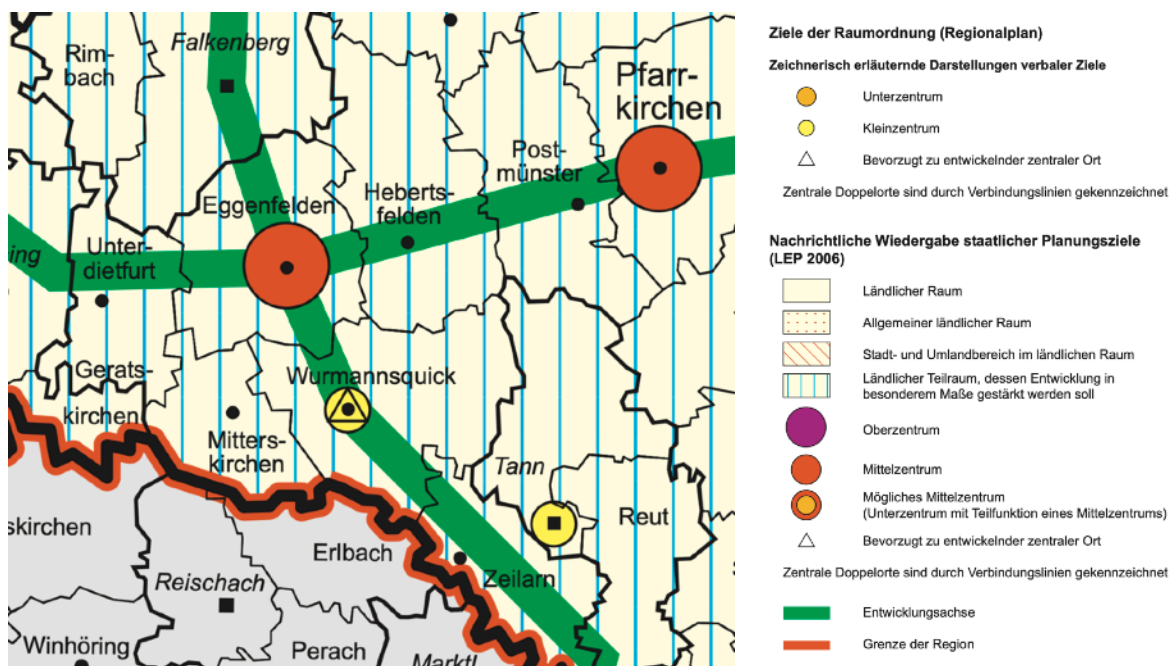 Falkenberg
Rim-
bach
Pfarr-
kirchen
Post-
münster
Eggenfelden
Heberts-
felden
ing
Unter-
dietfurt
Gerats-
kirchen
Wurmannsquick
Mitters-
kirchen
Tann
Reut
skirchen
Erlbach
Zeilarn
Reischach
Winhöring
Perach
Marktl
Ziele der Raumordnung (Regionalplan)
Zeichnerisch erläuternde Darstellungen verbaler Ziele
Unterzentrum
Kleinzentrum
Bevorzugt zu entwickelnder zentraler Ort
Zentrale Doppelorte sind durch Verbindungslinien gekennzeichnet
Nachrichtliche Wiedergabe staatlicher Planungsziele
(LEP 2006)
Ländlicher Raum
Allgemeiner ländlicher Raum
Stadt- und Umlandbereich im ländlichen Raum
Ländlicher Teilraum, dessen Entwicklung in
besonderem Maße gestärkt werden soll
Oberzentrum
Mittelzentrum
Mögliches Mittelzentrum
(Unterzentrum mit Teilfunktion eines Mittelzentrums)
Bevorzugt zu entwickelnder zentraler Ort
Zentrale Doppelorte sind durch Verbindungslinien gekennzeichnet
Entwicklungsachse
Grenze der Region